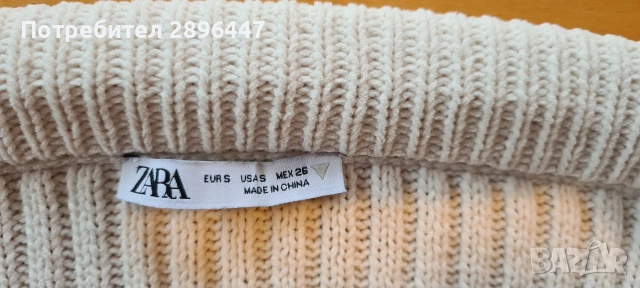 Потребител 2896447
ZARA
EUR S USA S MEX 26
MADE IN CHINA
BAZAR